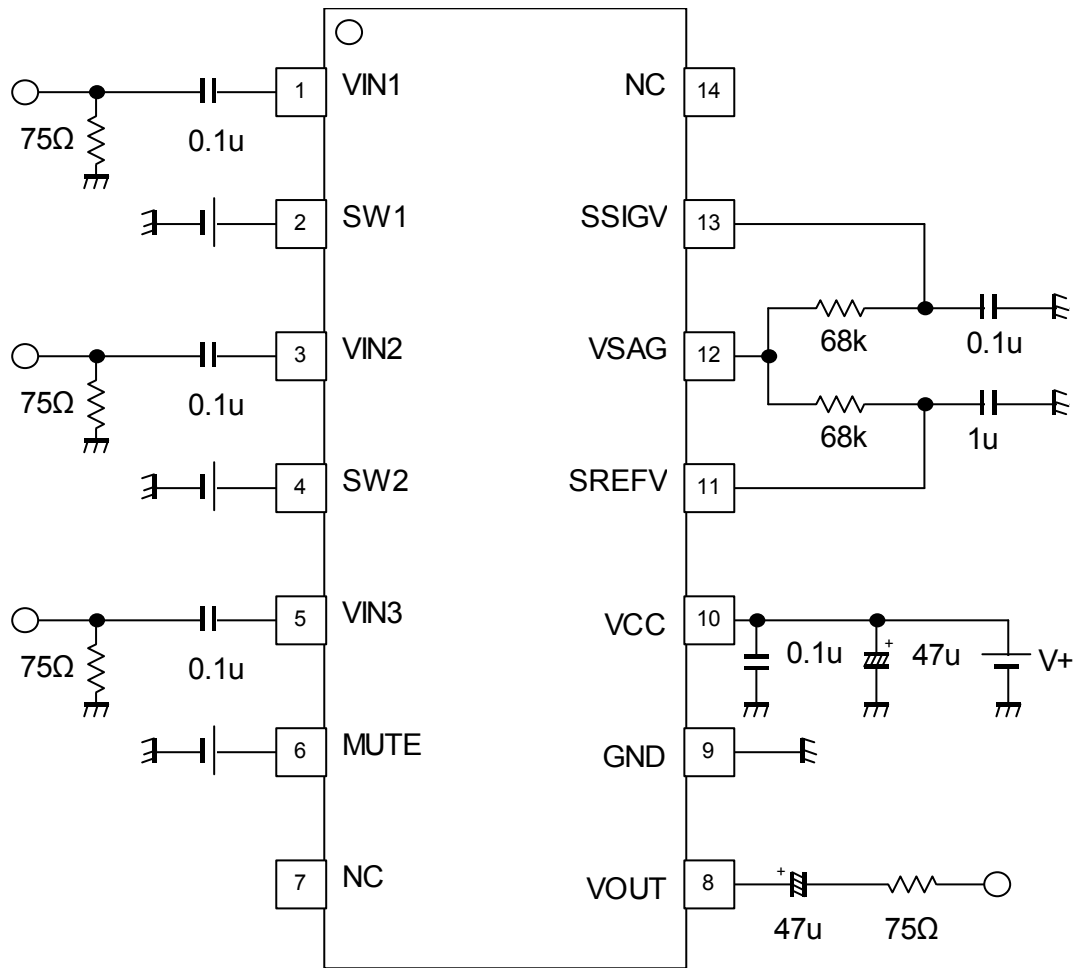 1 VIN1
NC 14
75Ω
0.1u
2 SW1
SSIGV 13
68k
0.1u
3 VIN2
VSAG 12
75Ω
0.1u
68k
1u
4 SW2
SREFV 11
5 VIN3
VCC 10
75Ω
0.1u
0.1u
+
47u
V+
6 MUTE
GND 9
7 NC
VOUT 8
+
47u
75Ω